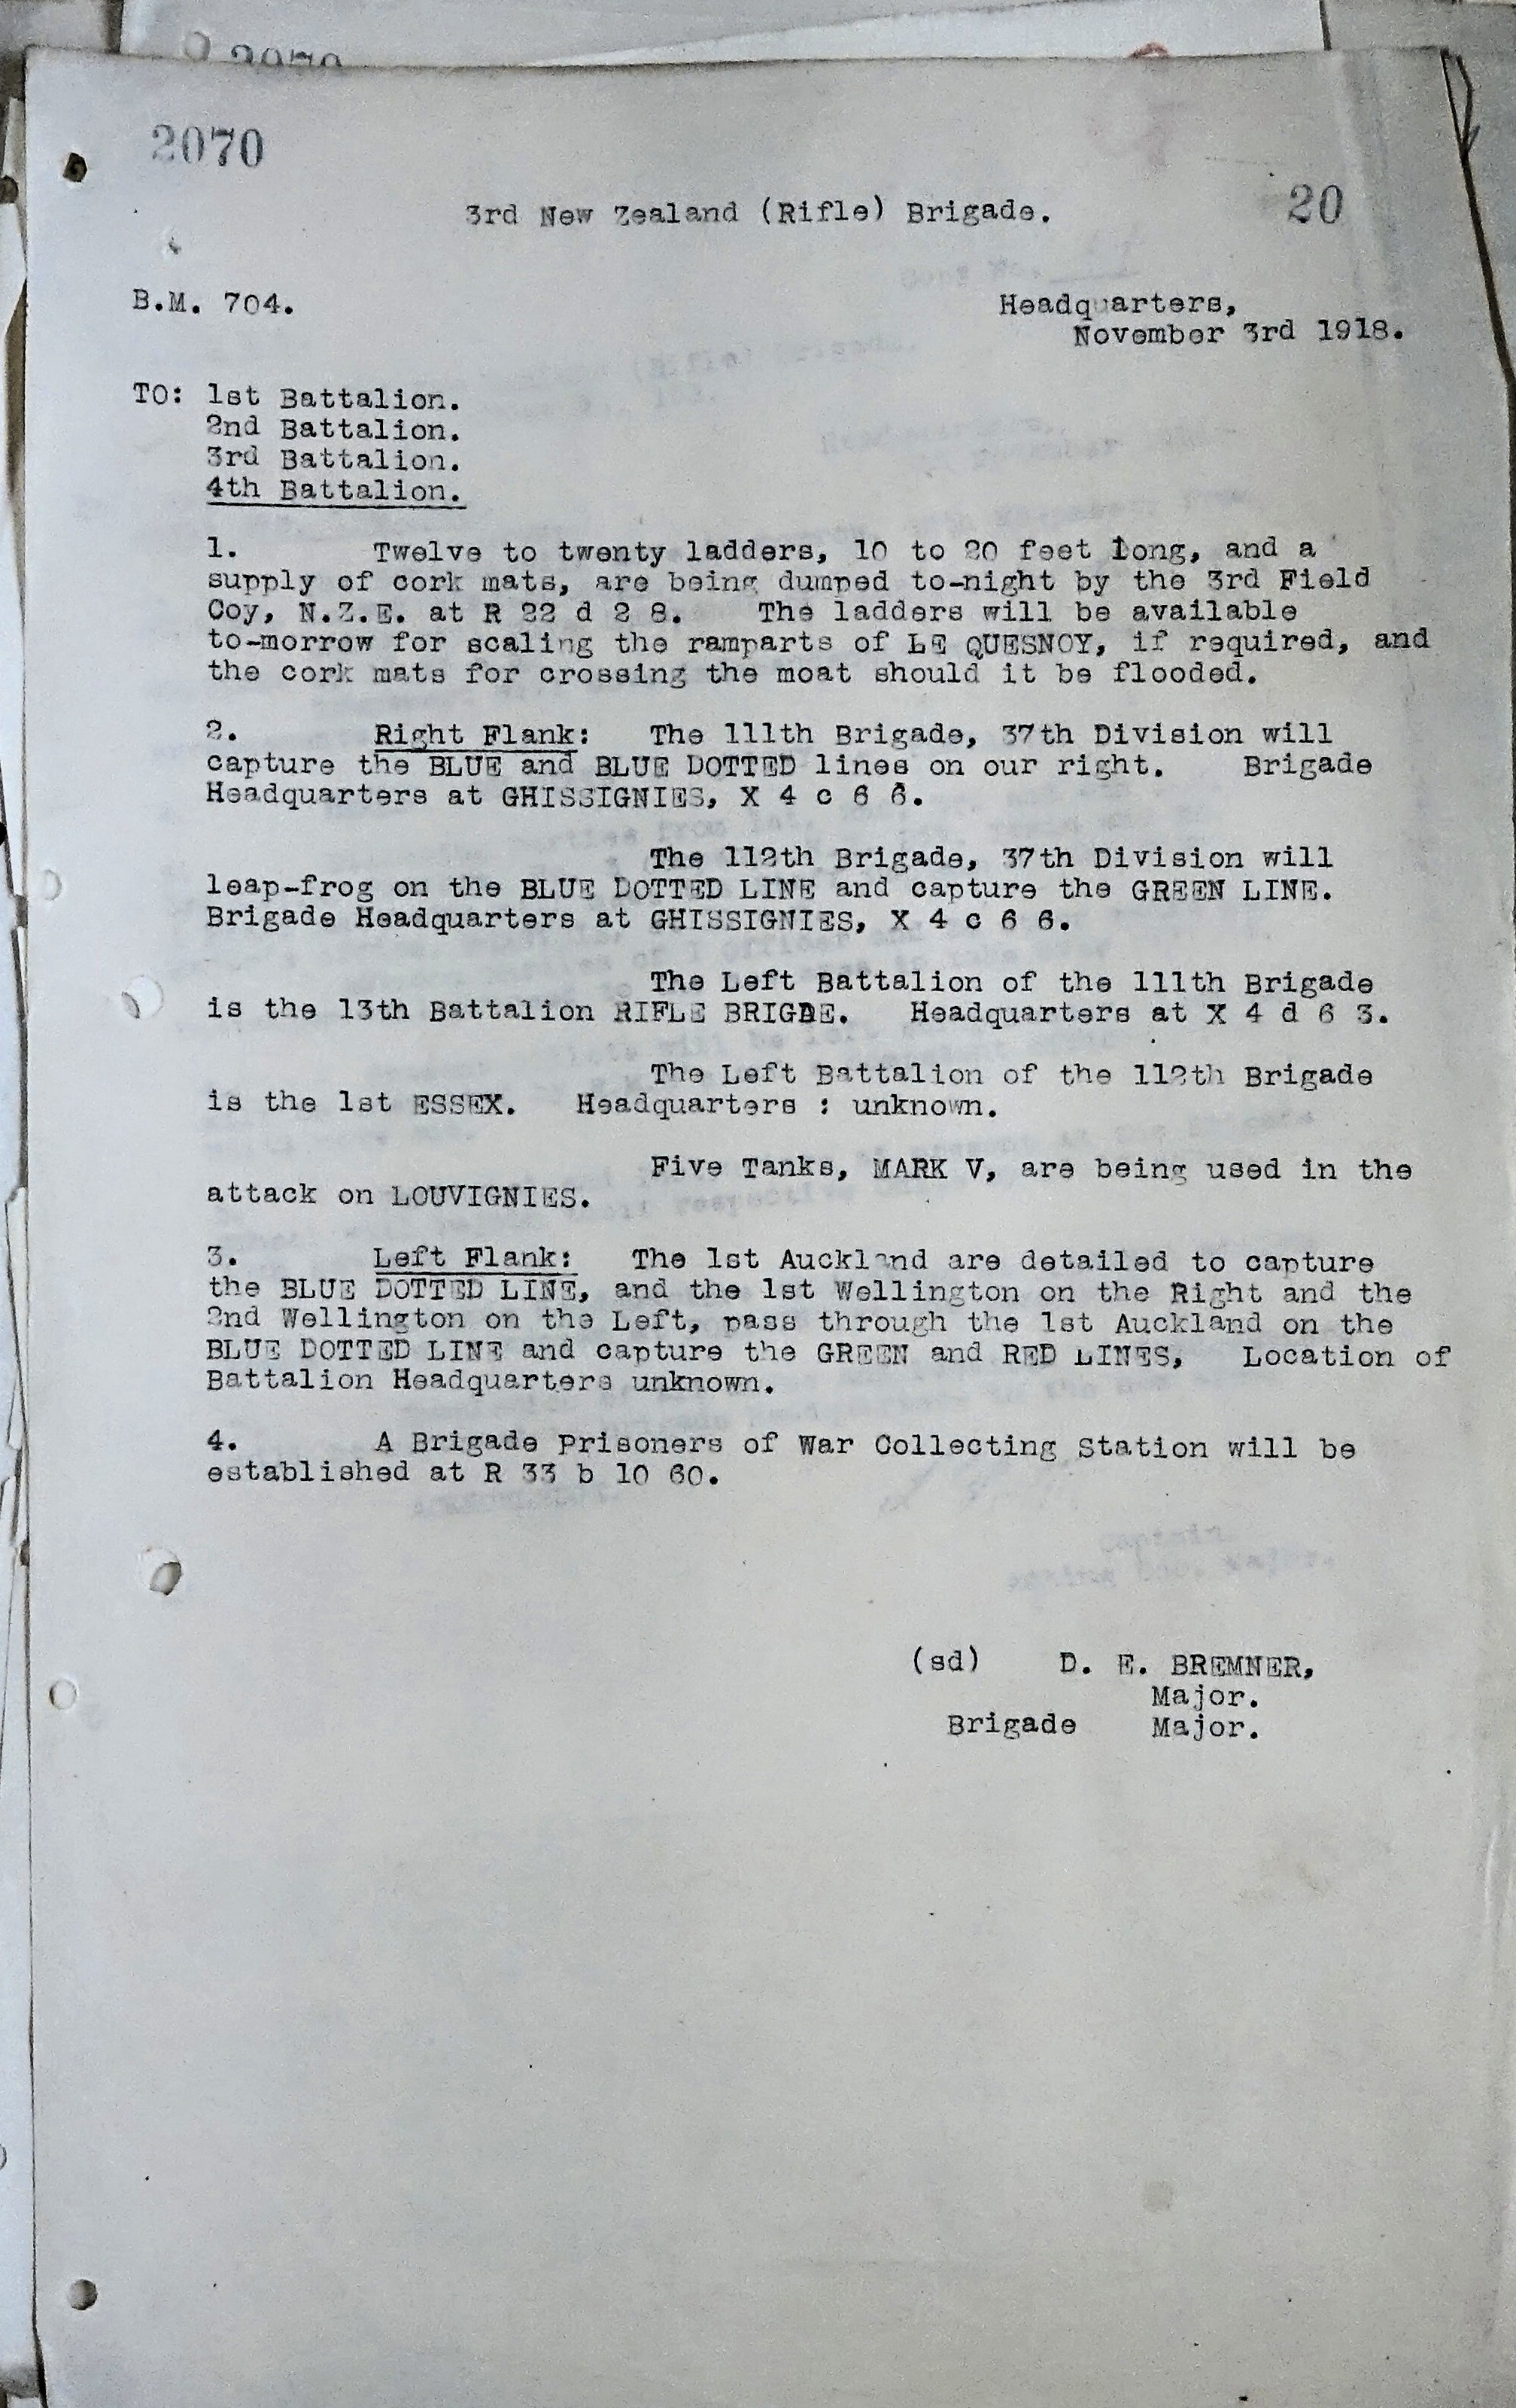 2070
20
3rd New Zealand (Rifle) Brigade.
B.M. 704.
Headquarters,
November 3rd 1918.
TO: 1st Battalion.
2nd Battalion.
3rd Battalion.
4th Battalion.
1. Twelve to twenty ladders, 10 to 20 feet long, and a
supply of cork mats, are being dumped to-night by the 3rd Field
Coy, N.Z.E. at R 22 d 2 8. The ladders will be available
to-morrow for scaling the ramparts of LE QUESNOY, if required, and
the cork mats for crossing the moat should it be flooded.
2. Right Flank: The 111th Brigade, 37th Division will
capture the BLUE and BLUE DOTTED lines on our right. Brigade
Headquarters at GHISSIGNIES, X 4 c 6 6.
The 112th Brigade, 37th Division will
leap-frog on the BLUE DOTTED LINE and capture the GREEN LINE.
Brigade Headquarters at GHISSIGNIES, X 4 c 6 6.
The Left Battalion of the 111th Brigade
is the 13th Battalion RIFLE BRIGDE. Headquarters at X 4 d 6 3.
The Left Battalion of the 112th Brigade
is the 1st ESSEX. Headquarters : unknown.
Five Tanks, MARK V, are being used in the
attack on LOUVIGNIES.
3. Left Flank: The 1st Auckland are detailed to capture
the BLUE DOTTED LINE, and the 1st Wellington on the Right and the
2nd Wellington on the Left, pass through the 1st Auckland on the
BLUE DOTTED LINE and capture the GREEN and RED LINES, Location of
Battalion Headquarters unknown.
4. A Brigade Prisoners of War Collecting Station will be
established at R 33 b 10 60.
(sd) D. E. BREMNER,
Major.
Brigade Major.